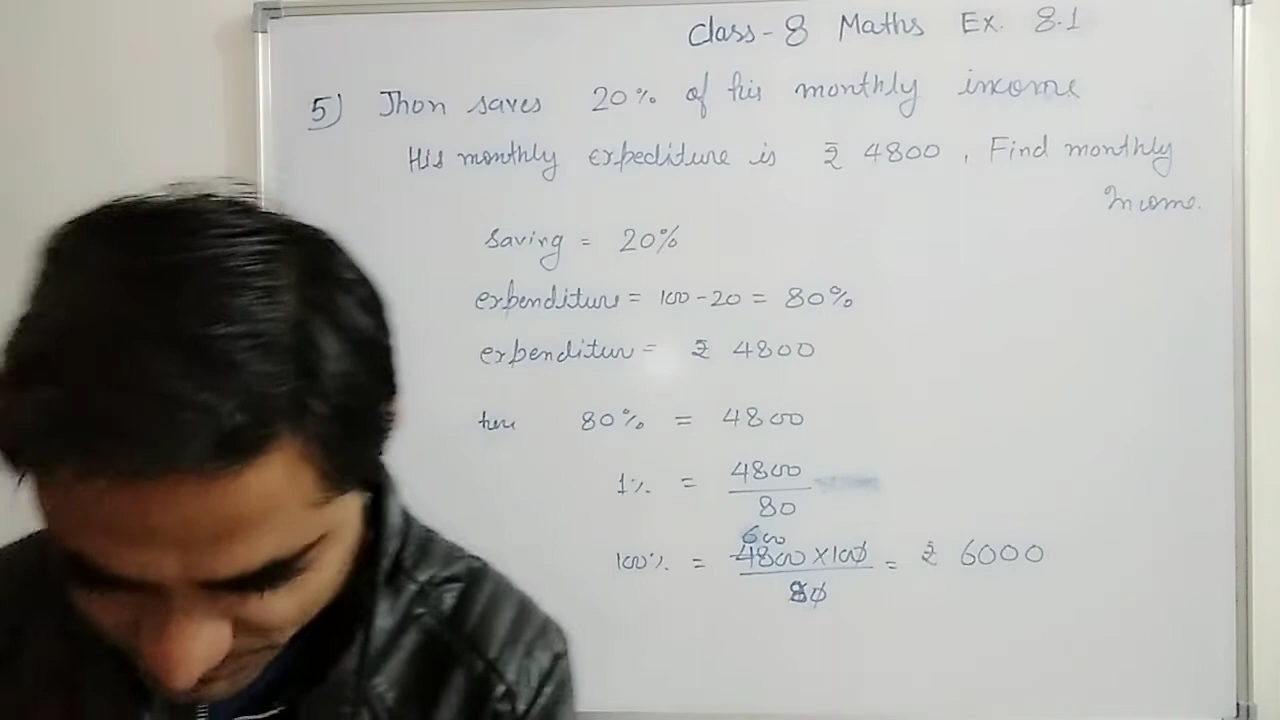 Class - 8 Maths Ex. 8.1
5) Jhon saves 20% of his monthly income
His monthly expediture is ₹ 4800 , Find monthly
Income.
Saving = 20%
expenditure = 100 - 20 = 80%
expenditur = ₹ 4800
here 80% = 4800
1% = 4800
80
600
100% = 4800 × 100 = ₹ 6000
80